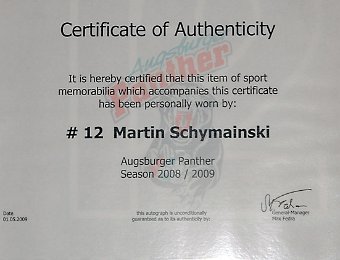 Certificate of Authenticity
Augsburger
Panther
It is hereby certified that this item of sport
memorabilia which accompanies this certificate
has been personally worn by:
# 12 Martin Schymainski
Augsburger Panther
Season 2008 / 2009
Date
01.05.2009
this autograph is unconditionally
guaranteed as to its authenticity by:
General-Manager
Max Fedra